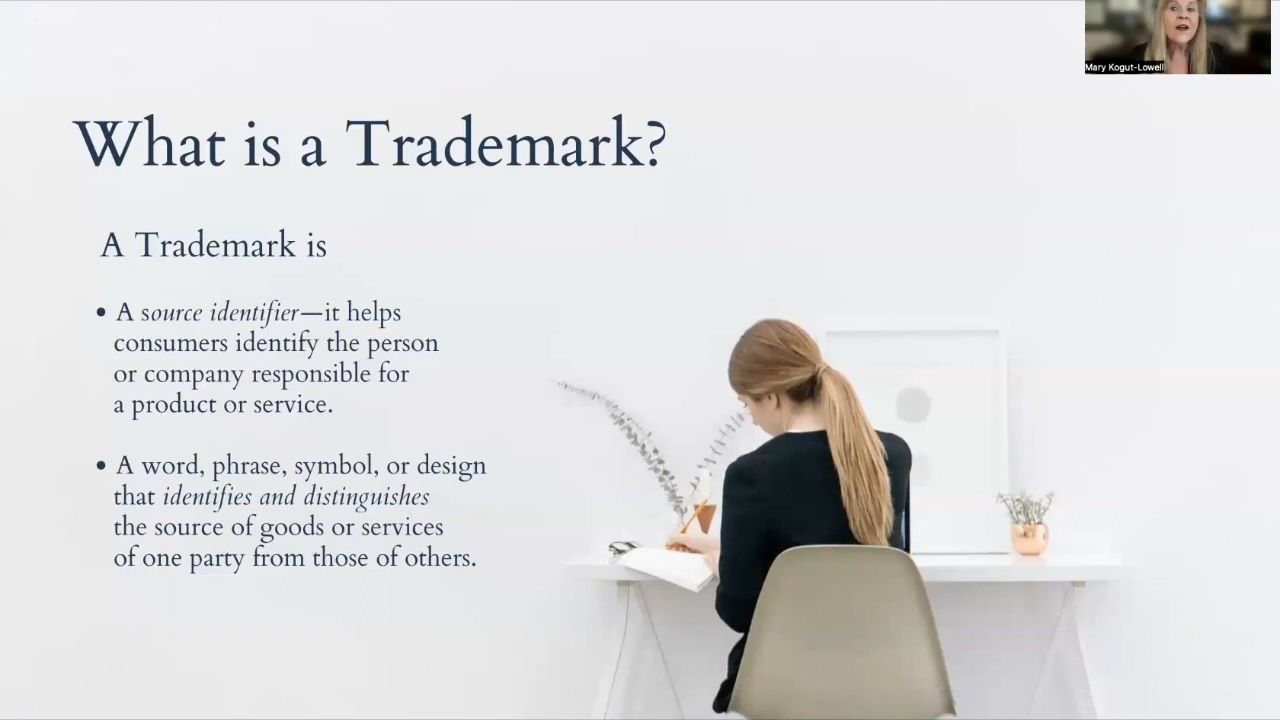 Mary Kogut-Lowell
What is a Trademark?
A Trademark is
• A source identifier—it helps
consumers identify the person
or company responsible for
a product or service.
• A word, phrase, symbol, or design
that identifies and distinguishes
the source of goods or services
of one party from those of others.